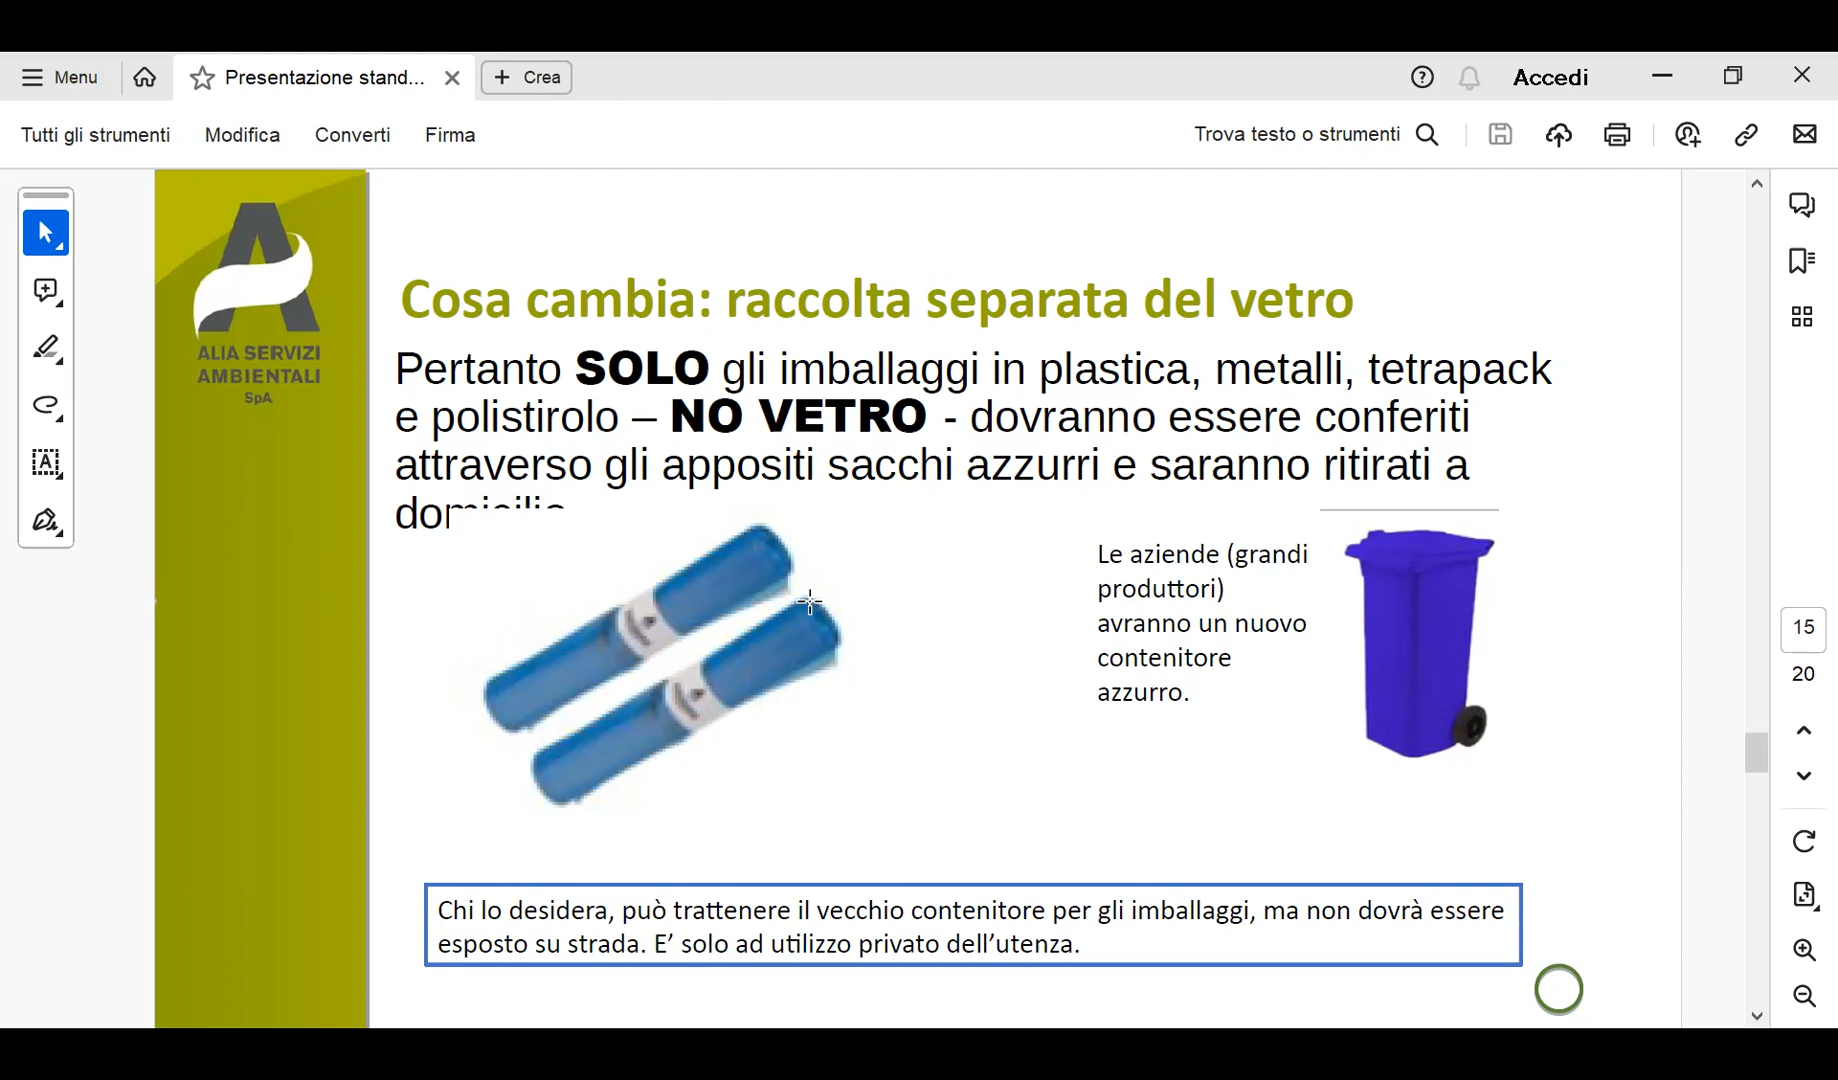 Menu
Presentazione stand...
Crea
Accedi
Tutti gli strumenti
Modifica
Converti
Firma
Trova testo o strumenti
ALIA SERVIZI
AMBIENTALI
SpA
Cosa cambia: raccolta separata del vetro
Pertanto SOLO gli imballaggi in plastica, metalli, tetrapack
e polistirolo – NO VETRO - dovranno essere conferiti
attraverso gli appositi sacchi azzurri e saranno ritirati a
domicilio
Le aziende (grandi
produttori)
avranno un nuovo
contenitore
azzurro.
Chi lo desidera, può trattenere il vecchio contenitore per gli imballaggi, ma non dovrà essere
esposto su strada. E’ solo ad utilizzo privato dell’utenza.
15
20